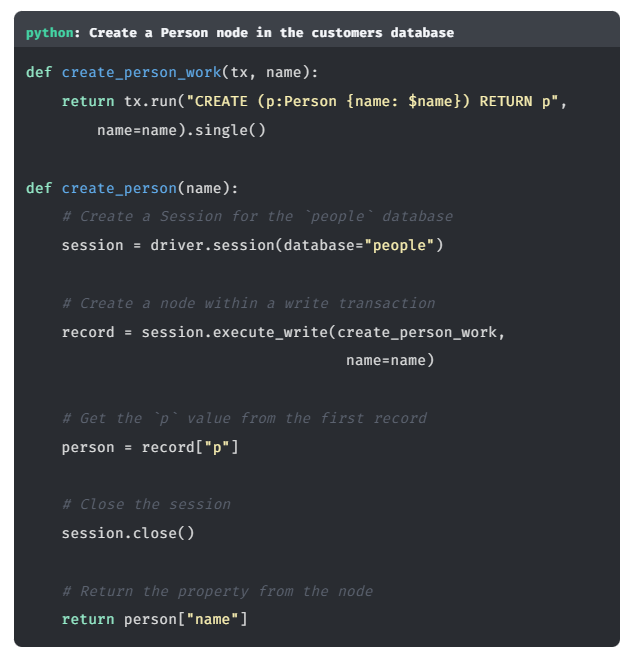 python: Create a Person node in the customers database
def create_person_work(tx, name):
    return tx.run("CREATE (p:Person {name: $name}) RETURN p",
        name=name).single()
def create_person(name):
    # Create a Session for the `people` database
    session = driver.session(database="people")
    # Create a node within a write transaction
    record = session.execute_write(create_person_work,
                                    name=name)
    # Get the `p` value from the first record
    person = record["p"]
    # Close the session
    session.close()
    # Return the property from the node
    return person["name"]